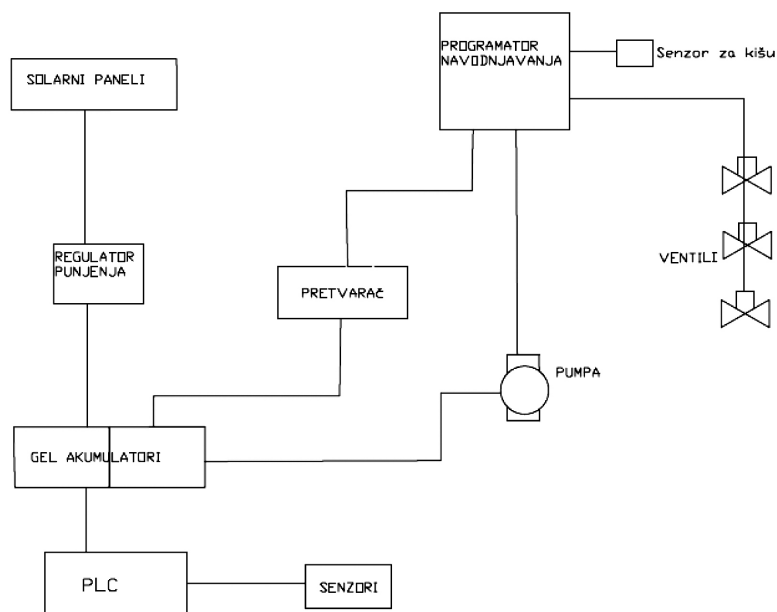 PROGRAMATOR
NAVODNJAVANJA
Senzor za kišu
SOLARNI PANELI
REGULATOR
PUNJENJA
VENTILI
PRETVARAČ
PUMPA
GEL AKUMULATORI
PLC
SENZORI